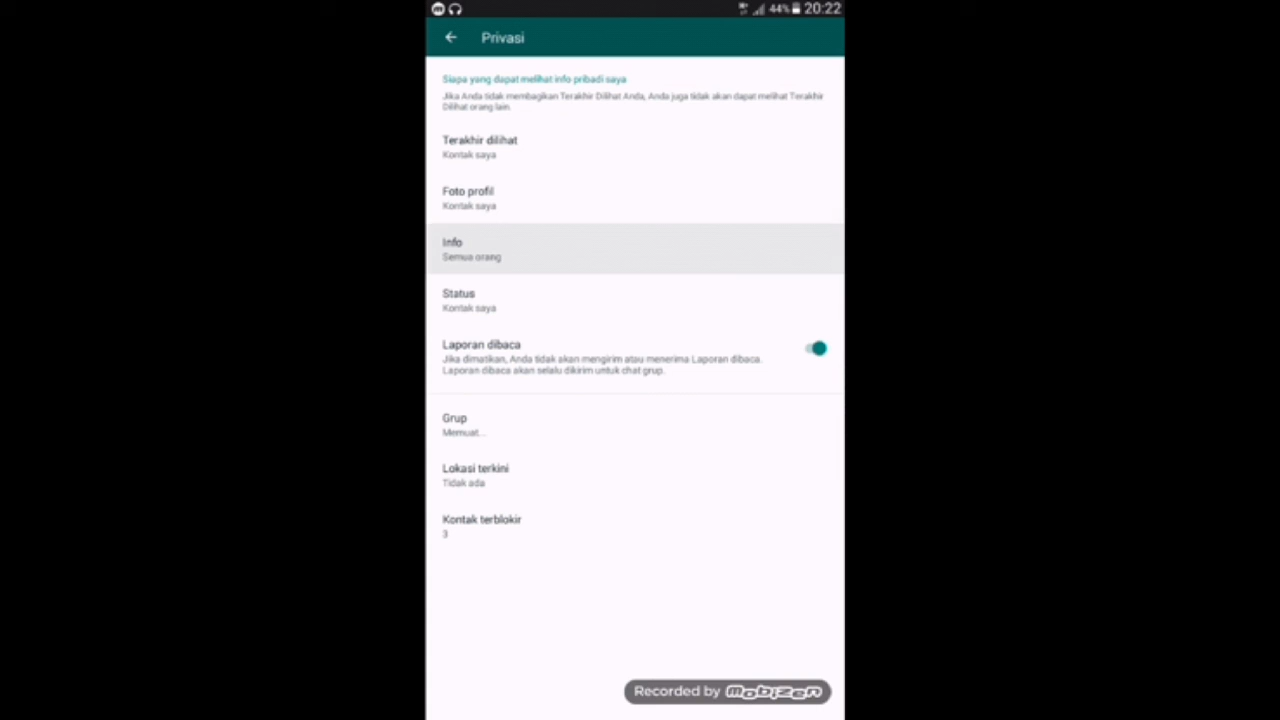 44% 20:22
Privasi
Siapa yang dapat melihat info pribadi saya
Jika Anda tidak membagikan Terakhir Dilihat Anda, Anda juga tidak akan dapat melihat Terakhir
Dilihat orang lain.
Terakhir dilihat
Kontak saya
Foto profil
Kontak saya
Info
Semua orang
Status
Kontak saya
Laporan dibaca
Jika dimatikan, Anda tidak akan mengirim atau menerima Laporan dibaca.
Laporan dibaca akan selalu dikirim untuk chat grup.
Grup
Memuat...
Lokasi terkini
Tidak ada
Kontak terblokir
3
Recorded by mobizen